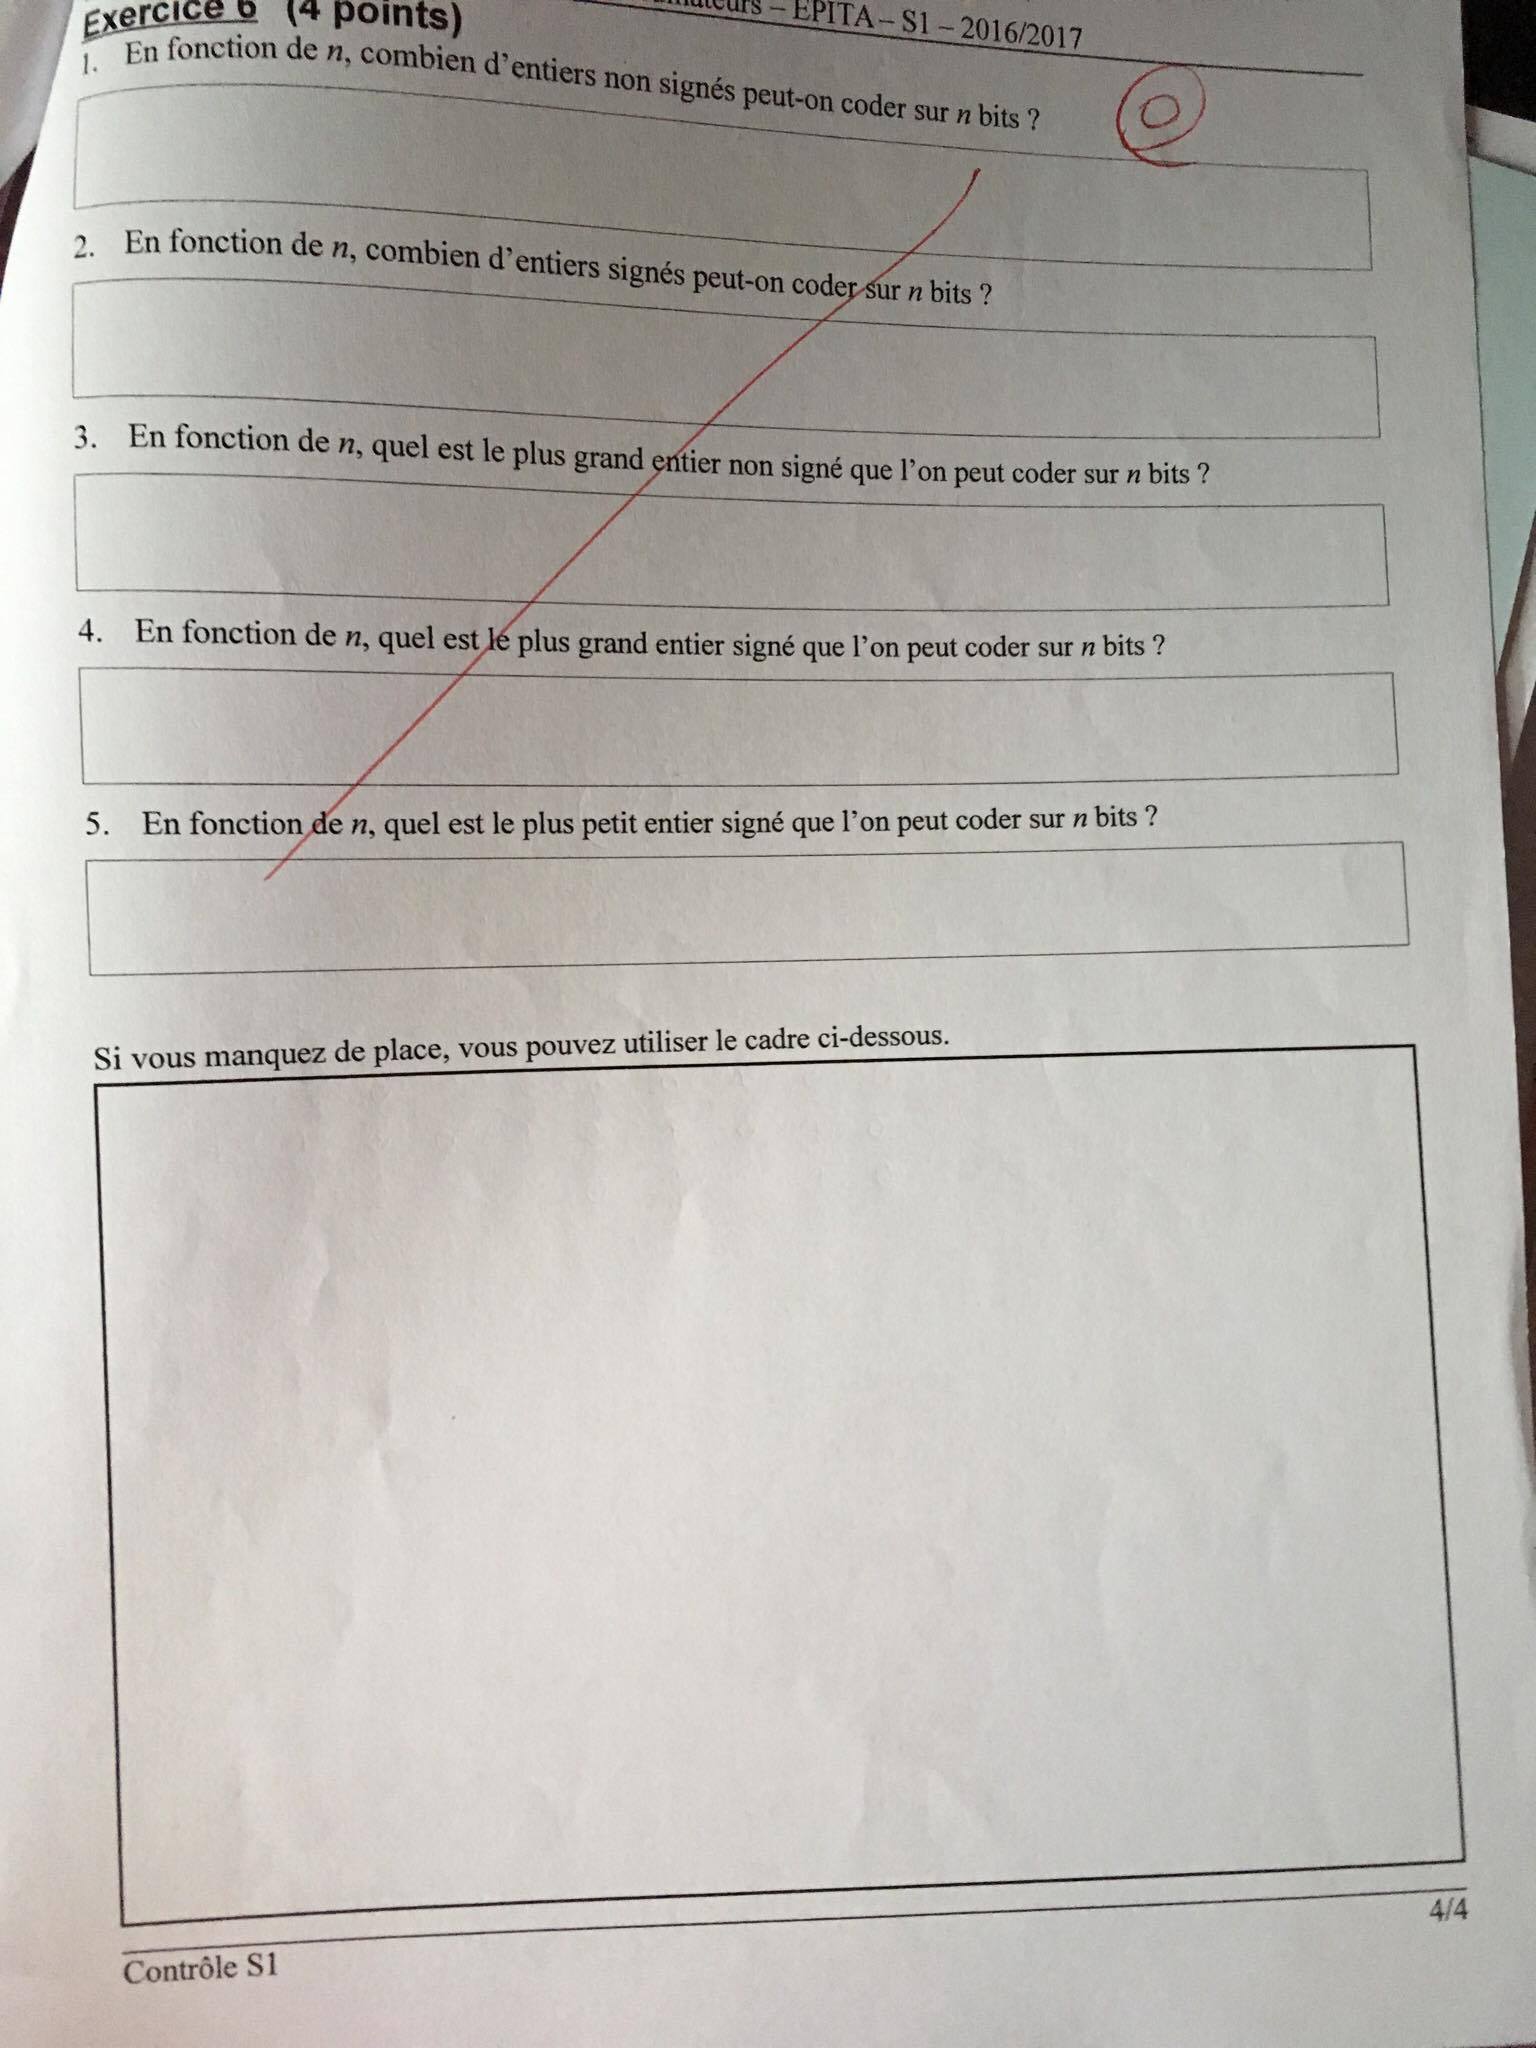 – EPITA – S1 – 2016/2017
Exercice 6 (4 points)
1. En fonction de n, combien d’entiers non signés peut-on coder sur n bits ?
0
2. En fonction de n, combien d’entiers signés peut-on coder sur n bits ?
3. En fonction de n, quel est le plus grand entier non signé que l’on peut coder sur n bits ?
4. En fonction de n, quel est le plus grand entier signé que l’on peut coder sur n bits ?
5. En fonction de n, quel est le plus petit entier signé que l’on peut coder sur n bits ?
Si vous manquez de place, vous pouvez utiliser le cadre ci-dessous.
4/4
Contrôle S1